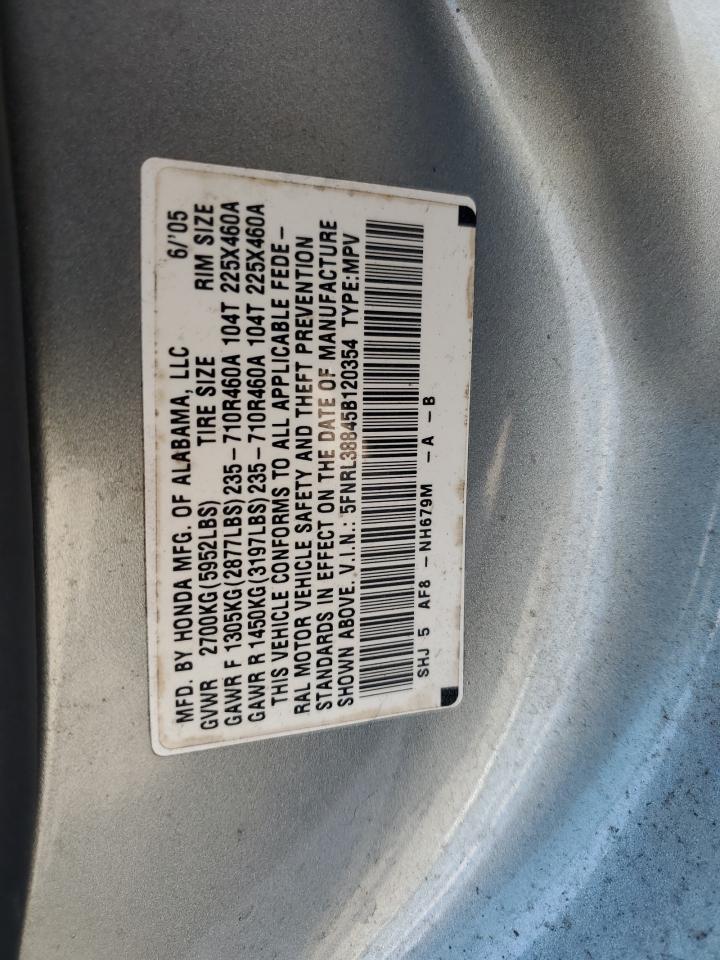 MFD. BY HONDA MFG. OF ALABAMA, LLC 6/'05
GVWR 2700KG(5952LBS) TIRE SIZE RIM SIZE
GAWR F 1305KG(2877LBS)235-710R460A 104T 225X460A
GAWR R 1450KG(3197LBS)235-710R460A 104T 225X460A
THIS VEHICLE CONFORMS TO ALL APPLICABLE FEDE-
RAL MOTOR VEHICLE SAFETY AND THEFT PREVENTION
STANDARDS IN EFFECT ON THE DATE OF MANUFACTURE
SHOWN ABOVE. V.I.N.: 5FNRL38845B120354 TYPE:MPV
SHJ 5 AF8 -NH679M -A -B